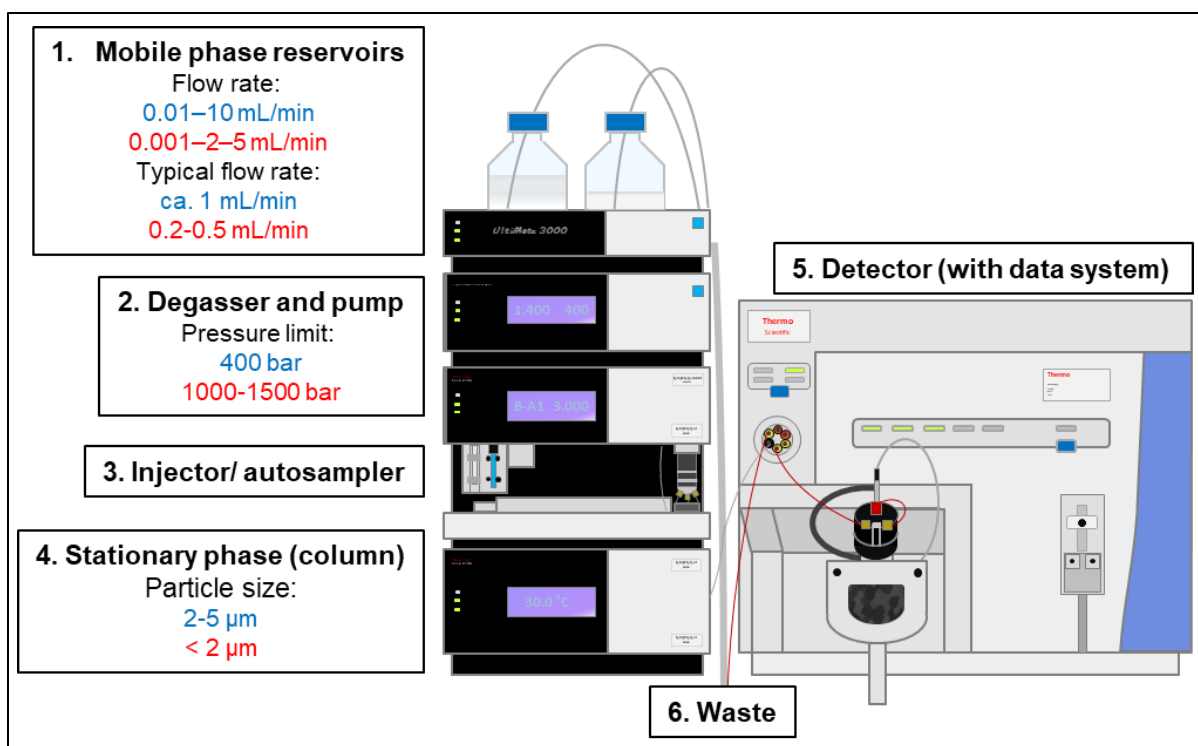 1. Mobile phase reservoirs
Flow rate:
0.01–10 mL/min
0.001–2–5 mL/min
Typical flow rate:
ca. 1 mL/min
0.2-0.5 mL/min
2. Degasser and pump
Pressure limit:
400 bar
1000-1500 bar
3. Injector/ autosampler
4. Stationary phase (column)
Particle size:
2-5 µm
< 2 µm
UltiMate 3000
1.400 400
B-A1 3.000
30.0 °C
5. Detector (with data system)
Thermo
Scientific
Thermo
6. Waste